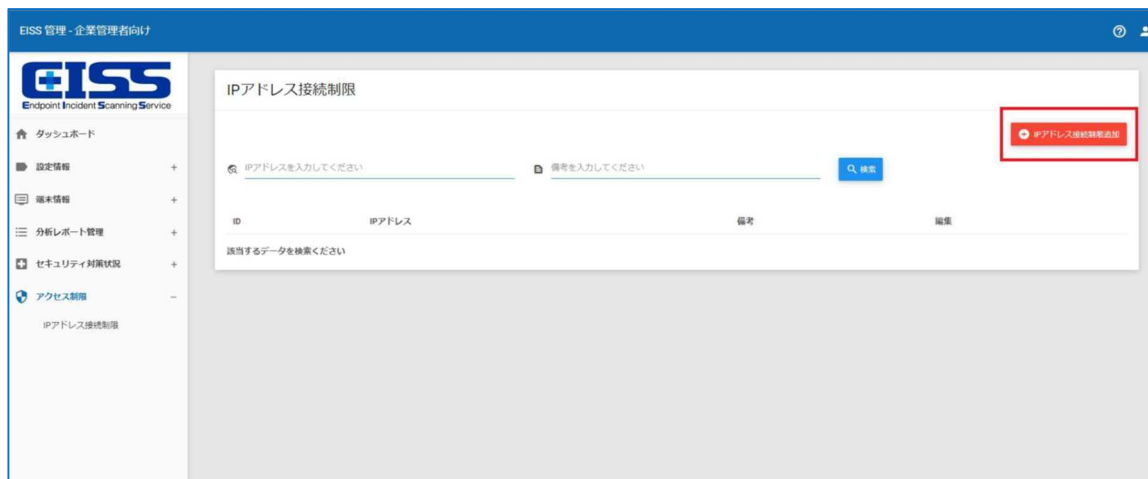 EISS 管理 - 企業管理者向け
EISS
Endpoint Incident Scanning Service
ダッシュボード
設定情報
端末情報
分析レポート管理
セキュリティ対策状況
アクセス制限
IPアドレス接続制限
IPアドレス接続制限
IPアドレス接続制限追加
IPアドレスを入力してください
備考を入力してください
検索
ID IPアドレス 備考 編集
該当するデータを検索ください